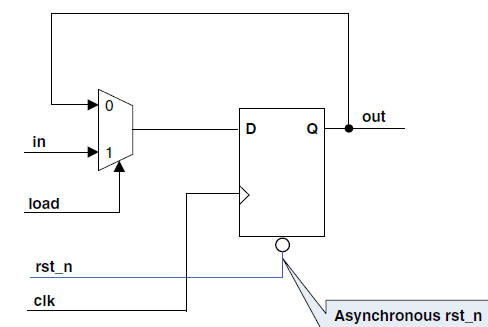 out
0
D
Q
in
1
load
rst_n
clk
Asynchronous rst_n